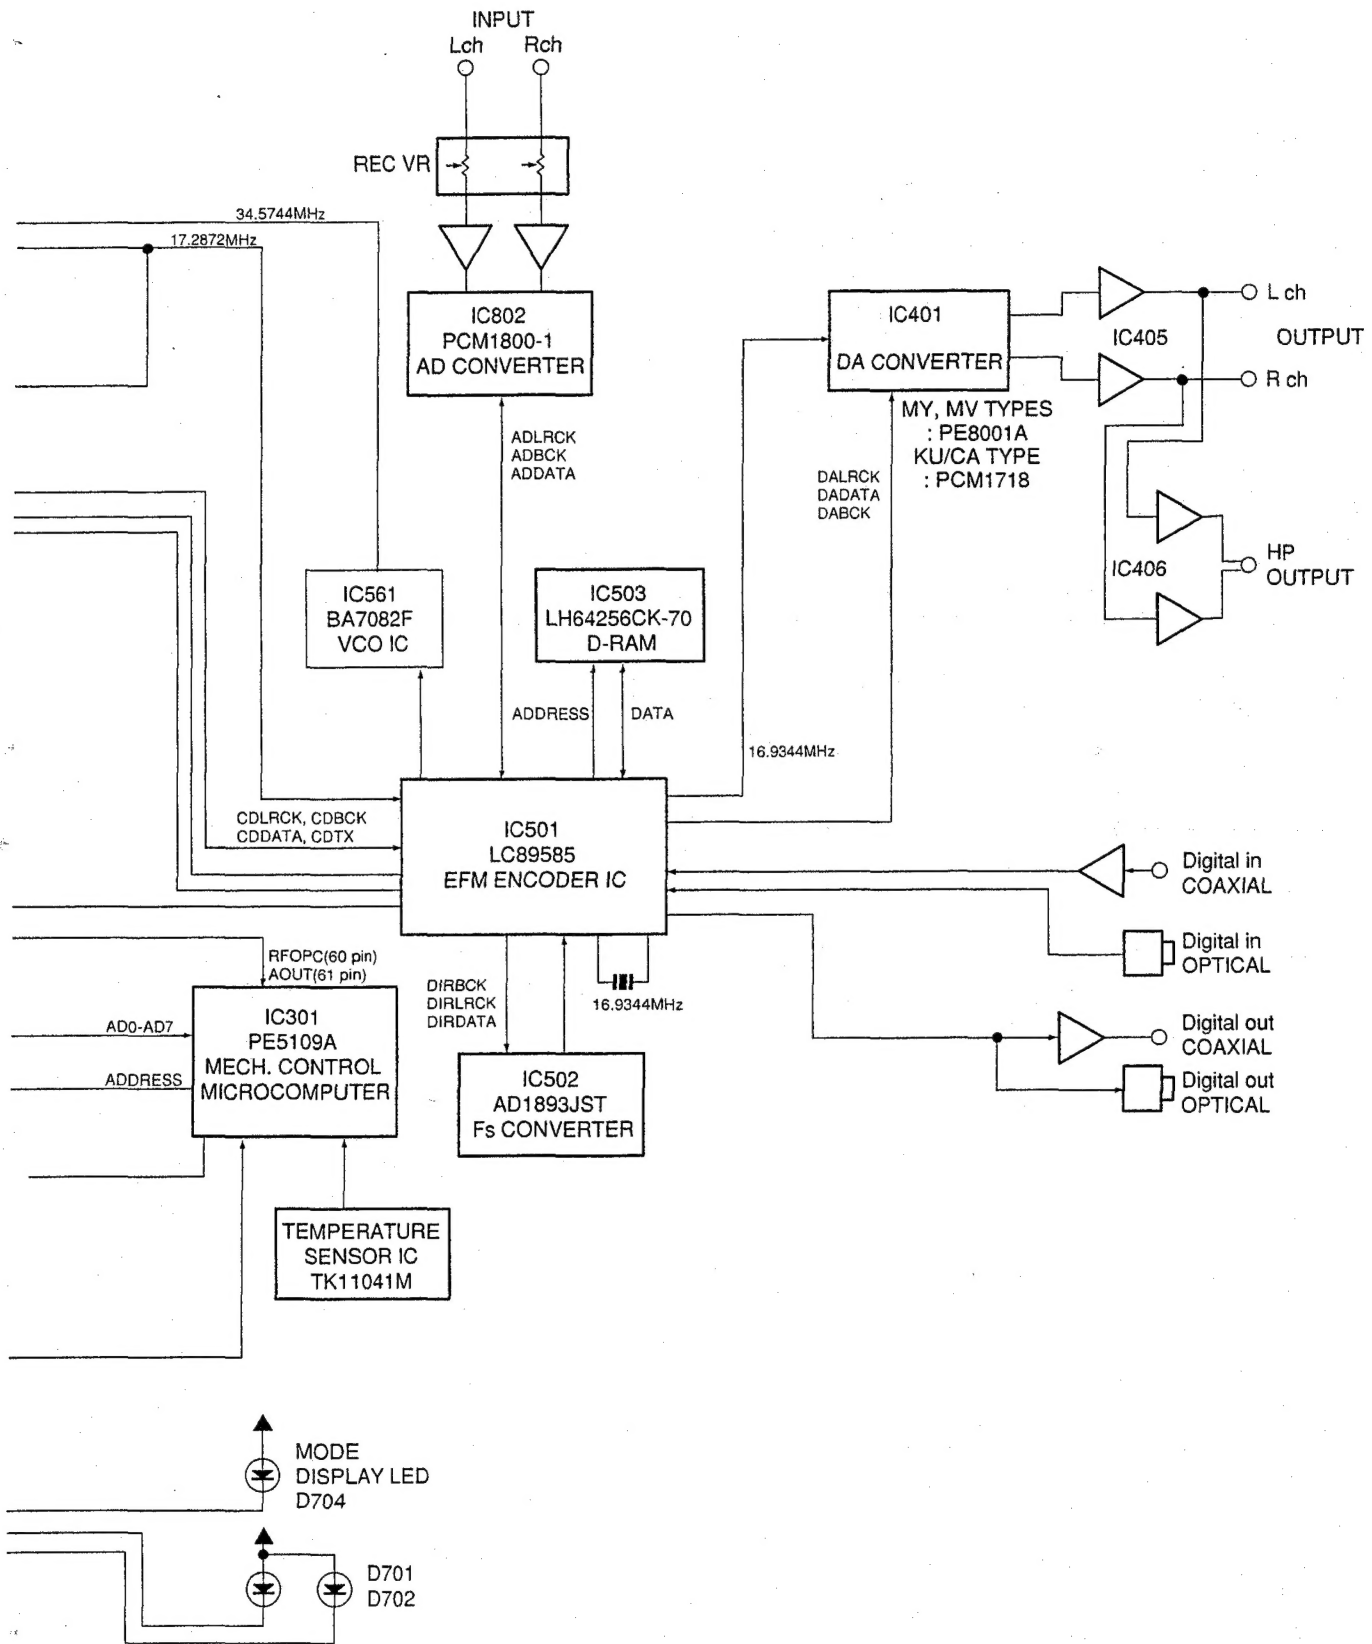 INPUT
Lch Rch
REC VR
34.5744MHz
17.2872MHz
IC802
PCM1800-1
AD CONVERTER
IC401
DA CONVERTER
L ch
IC405
OUTPUT
R ch
MY, MV TYPES
: PE8001A
KU/CA TYPE
: PCM1718
ADLRCK
ADBCK
ADDATA
DALRCK
DADATA
DABCK
IC561
BA7082F
VCO IC
IC503
LH64256CK-70
D-RAM
IC406
HP
OUTPUT
ADDRESS
DATA
16.9344MHz
CDLRCK, CDBCK
CDDATA, CDTX
IC501
LC89585
EFM ENCODER IC
Digital in
COAXIAL
Digital in
OPTICAL
RFOPC(60 pin)
AOUT(61 pin)
DIRBCK
DIRLRCK
DIRDATA
16.9344MHz
AD0-AD7
ADDRESS
IC301
PE5109A
MECH. CONTROL
MICROCOMPUTER
IC502
AD1893JST
Fs CONVERTER
Digital out
COAXIAL
Digital out
OPTICAL
TEMPERATURE
SENSOR IC
TK11041M
MODE
DISPLAY LED
D704
D701
D702